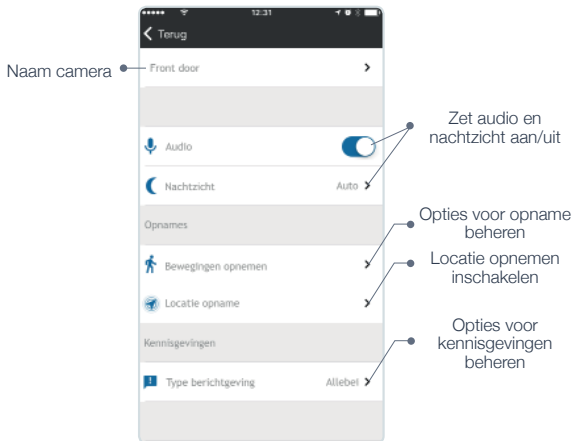 12:31
Terug
Naam camera
Front door
Zet audio en
nachtzicht aan/uit
Audio
Nachtzicht
Auto
Opnames
Opties voor opname
beheren
Bewegingen opnemen
Locatie opnemen
inschakelen
Locatie opname
Kennisgevingen
Opties voor
kennisgevingen
beheren
Type berichtgeving
Allebei